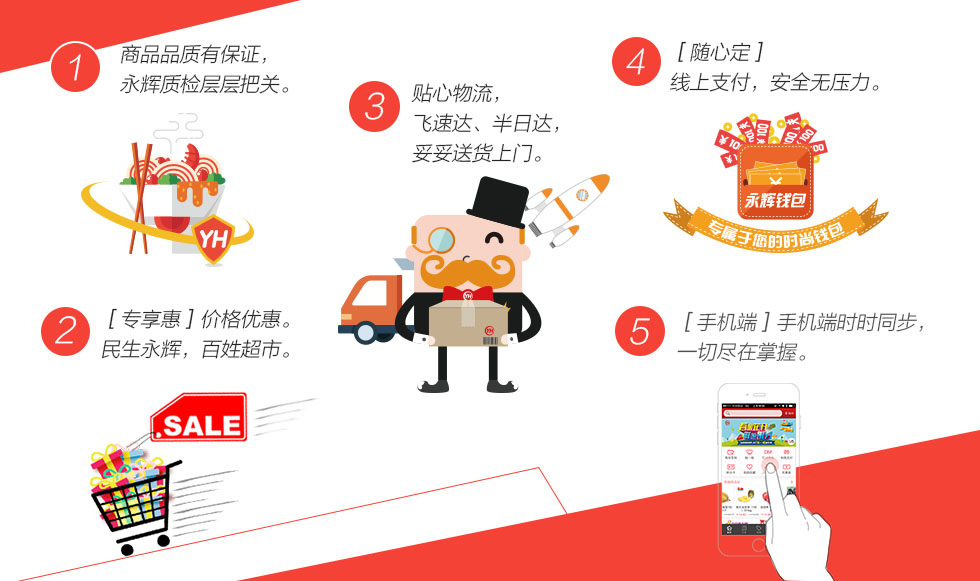 1
商品品质有保证，
永辉质检层层把关。
YH
2
［专享惠］价格优惠。
民生永辉，百姓超市。
.SALE
3
贴心物流，
飞速达、半日达，
妥妥送货上门。
YH
4
［随心定］
线上支付，安全无压力。
100
100
永辉钱包
专属于您的时尚钱包
5
［手机端］手机端时时同步，
一切尽在掌握。